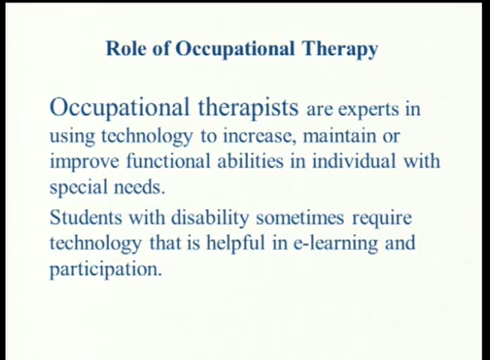 Role of Occupational Therapy
Occupational therapists are experts in
using technology to increase, maintain or
improve functional abilities in individual with
special needs.
Students with disability sometimes require
technology that is helpful in e-learning and
participation.